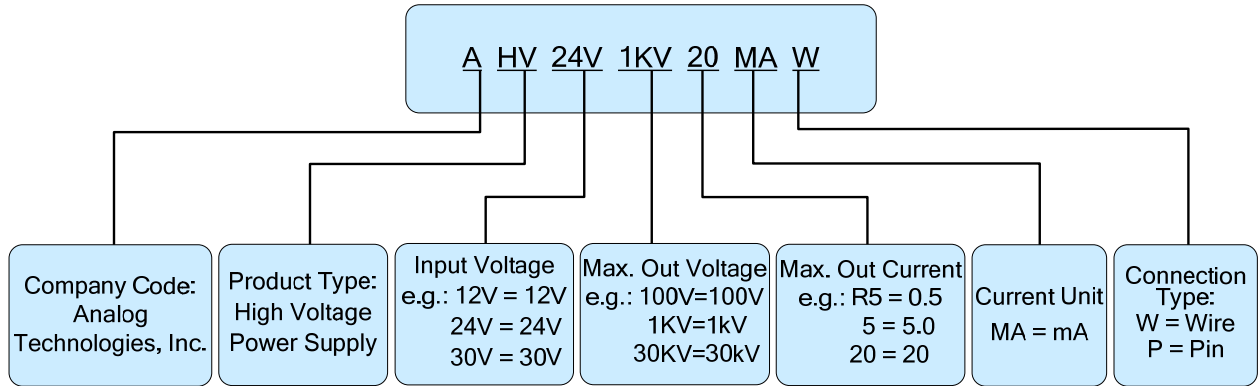 A HV 24V 1KV 20 MA W
Company Code:
Analog
Technologies, Inc.
Product Type:
High Voltage
Power Supply
Input Voltage
e.g.: 12V = 12V
24V = 24V
30V = 30V
Max. Out Voltage
e.g.: 100V=100V
1KV=1kV
30KV=30kV
Max. Out Current
e.g.: R5 = 0.5
5 = 5.0
20 = 20
Current Unit
MA = mA
Connection
Type:
W = Wire
P = Pin